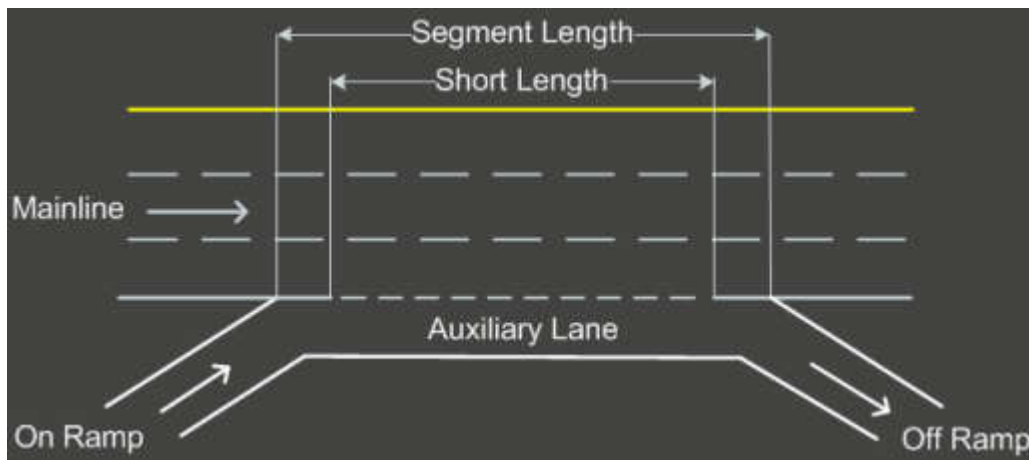 Segment Length
Short Length
Mainline
Auxiliary Lane
On Ramp
Off Ramp